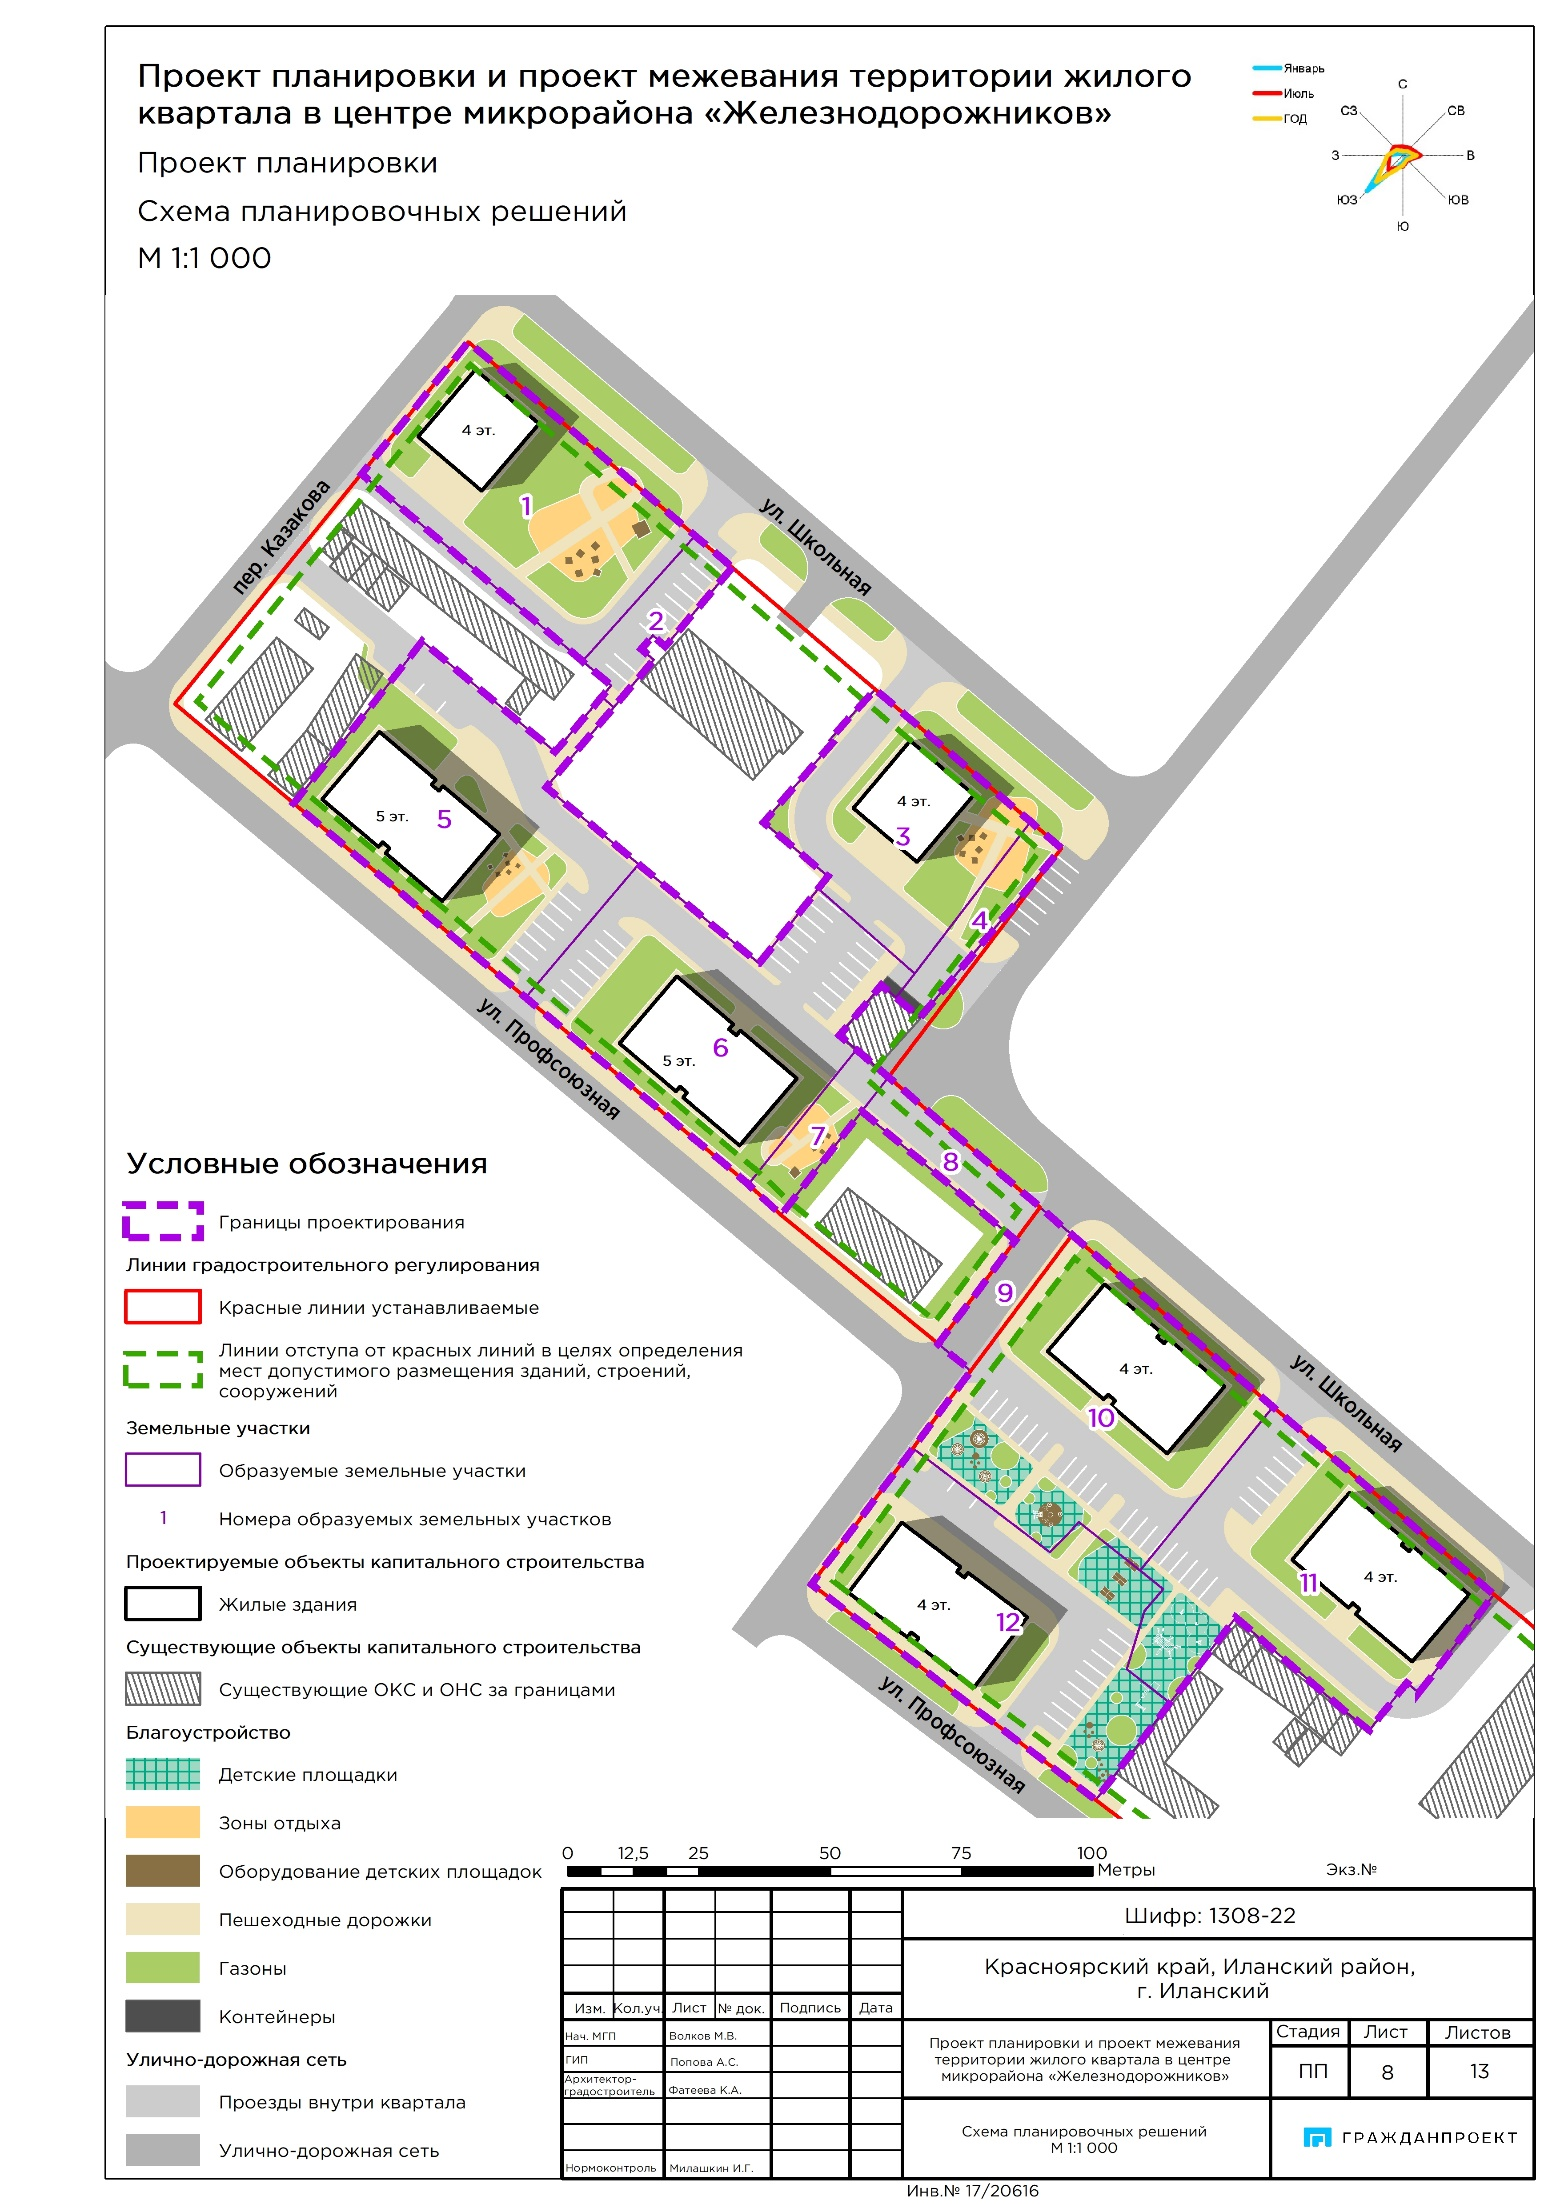 Проект планировки и проект межевания территории жилого
квартала в центре микрорайона «Железнодорожников»
Проект планировки
Схема планировочных решений
М 1:1 000
Январь
Июль
ГОД
С
СЗ
СВ
З
В
ЮЗ
ЮВ
Ю
4 эт.
1
пер. Казакова
ул. Школьная
2
5 эт.
5
4 эт.
3
4
ул. Профсоюзная
6
5 эт.
7
8
9
4 эт.
10
ул. Школьная
11
4 эт.
4 эт.
12
ул. Профсоюзная
Условные обозначения
Границы проектирования
Линии градостроительного регулирования
Красные линии устанавливаемые
Линии отступа от красных линий в целях определения
мест допустимого размещения зданий, строений,
сооружений
Земельные участки
Образуемые земельные участки
1
Номера образуемых земельных участков
Проектируемые объекты капитального строительства
Жилые здания
Существующие объекты капитального строительства
Существующие ОКС и ОНС за границами
Благоустройство
Детские площадки
Зоны отдыха
Оборудование детских площадок
Пешеходные дорожки
Газоны
Контейнеры
Улично-дорожная сеть
Проезды внутри квартала
Улично-дорожная сеть
0 12,5 25 50 75 100
Метры
Экз.№
Шифр: 1308-22
Красноярский край, Иланский район,
г. Иланский
Изм. Кол.уч. Лист № док. Подпись Дата
Нач. МГП Волков М.В.
ГИП Попова А.С.
Архитектор-
градостроитель Фатеева К.А.
Нормоконтроль Милашкин И.Г.
Проект планировки и проект межевания
территории жилого квартала в центре
микрорайона «Железнодорожников»
Стадия Лист Листов
ПП 8 13
Схема планировочных решений
М 1:1 000
ГРАЖДАНПРОЕКТ
Инв.№ 17/20616